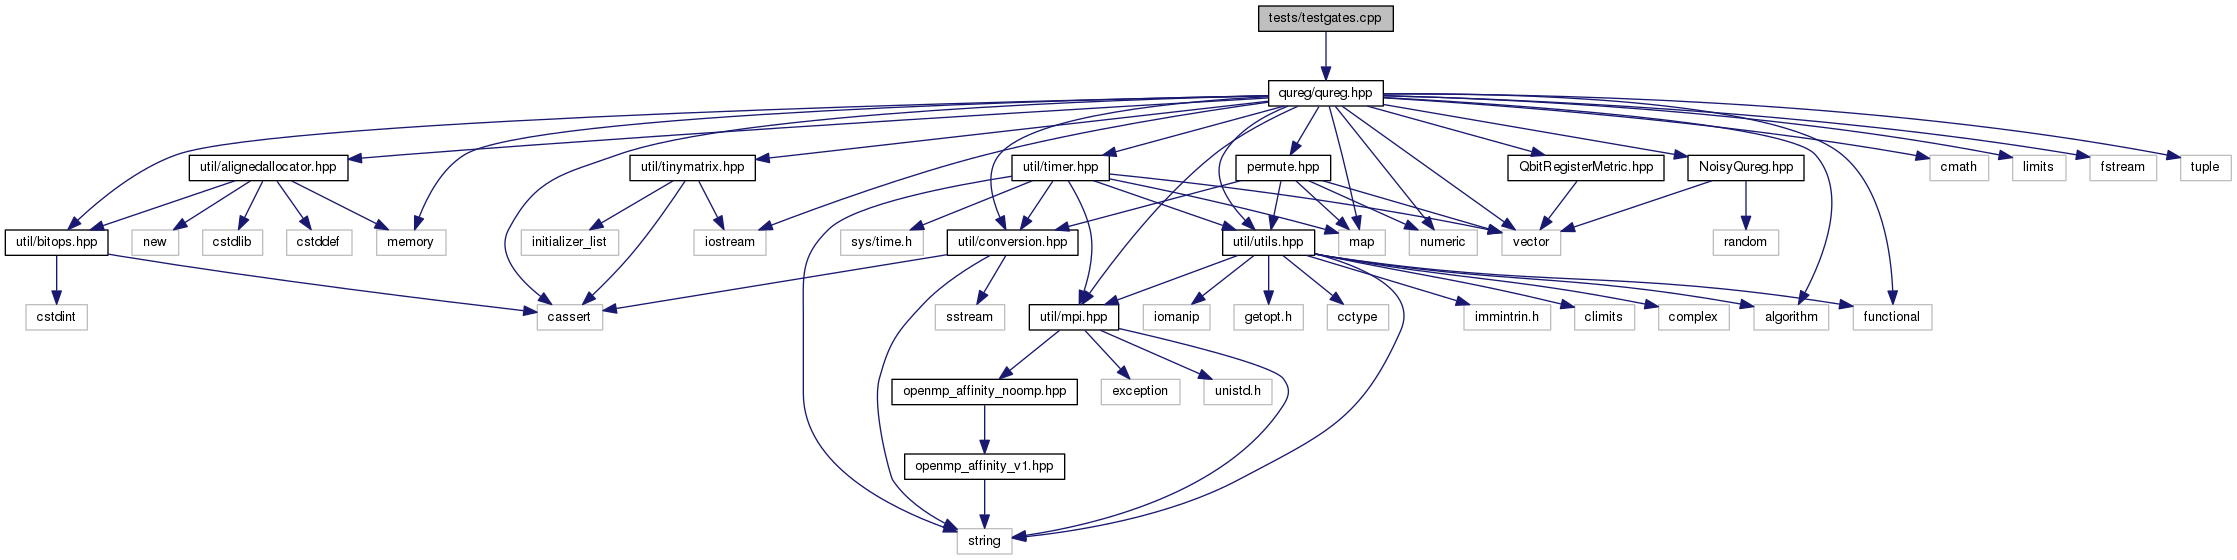 tests/testgates.cpp
qureg/qureg.hpp
util/alignedallocator.hpp
util/tinymatrix.hpp
util/timer.hpp
permute.hpp
QbitRegisterMetric.hpp
NoisyQureg.hpp
cmath
limits
fstream
tuple
util/bitops.hpp
new
cstdlib
cstddef
memory
initializer_list
iostream
sys/time.h
util/conversion.hpp
util/utils.hpp
map
numeric
vector
random
cstdint
cassert
sstream
util/mpi.hpp
iomanip
getopt.h
cctype
immintrin.h
climits
complex
algorithm
functional
openmp_affinity_noomp.hpp
exception
unistd.h
openmp_affinity_v1.hpp
string